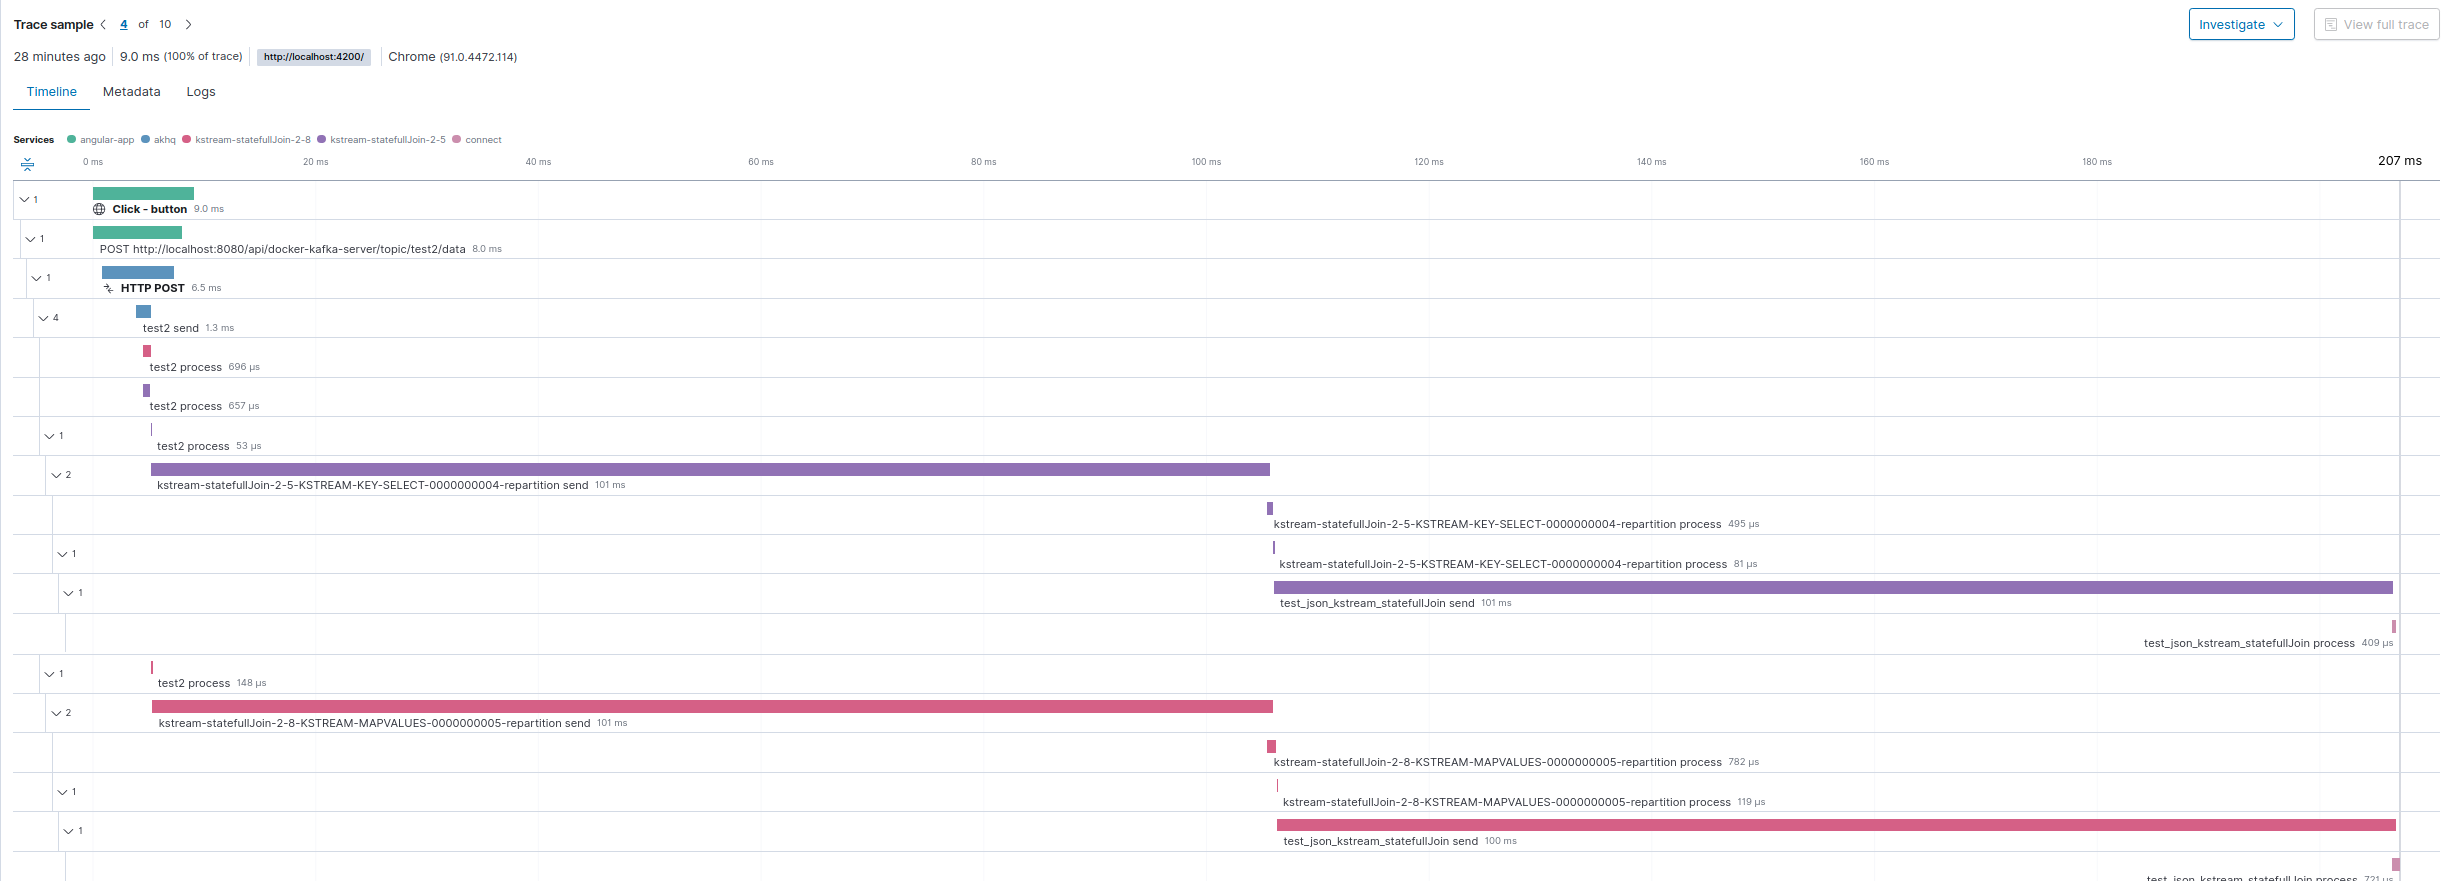 Trace sample 4 of 10
Investigate View full trace
28 minutes ago 9.0 ms (100% of trace) http://localhost:4200/ Chrome (91.0.4472.114)
Timeline Metadata Logs
Services angular-app akhq kstream-statefullJoin-2-8 kstream-statefullJoin-2-5 connect
0 ms 20 ms 40 ms 60 ms 80 ms 100 ms 120 ms 140 ms 160 ms 180 ms 207 ms
1
Click - button 9.0 ms
1
POST http://localhost:8080/api/docker-kafka-server/topic/test2/data 8.0 ms
1
HTTP POST 6.5 ms
4
test2 send 1.3 ms
test2 process 696 µs
test2 process 657 µs
1
test2 process 53 µs
2
kstream-statefullJoin-2-5-KSTREAM-KEY-SELECT-0000000004-repartition send 101 ms
kstream-statefullJoin-2-5-KSTREAM-KEY-SELECT-0000000004-repartition process 495 µs
1
kstream-statefullJoin-2-5-KSTREAM-KEY-SELECT-0000000004-repartition process 81 µs
1
test_json_kstream_statefullJoin send 101 ms
test_json_kstream_statefullJoin process 409 µs
1
test2 process 148 µs
2
kstream-statefullJoin-2-8-KSTREAM-MAPVALUES-0000000005-repartition send 101 ms
kstream-statefullJoin-2-8-KSTREAM-MAPVALUES-0000000005-repartition process 782 µs
1
kstream-statefullJoin-2-8-KSTREAM-MAPVALUES-0000000005-repartition process 119 µs
1
test_json_kstream_statefullJoin send 100 ms
test_json_kstream_statefullJoin process 721 µs